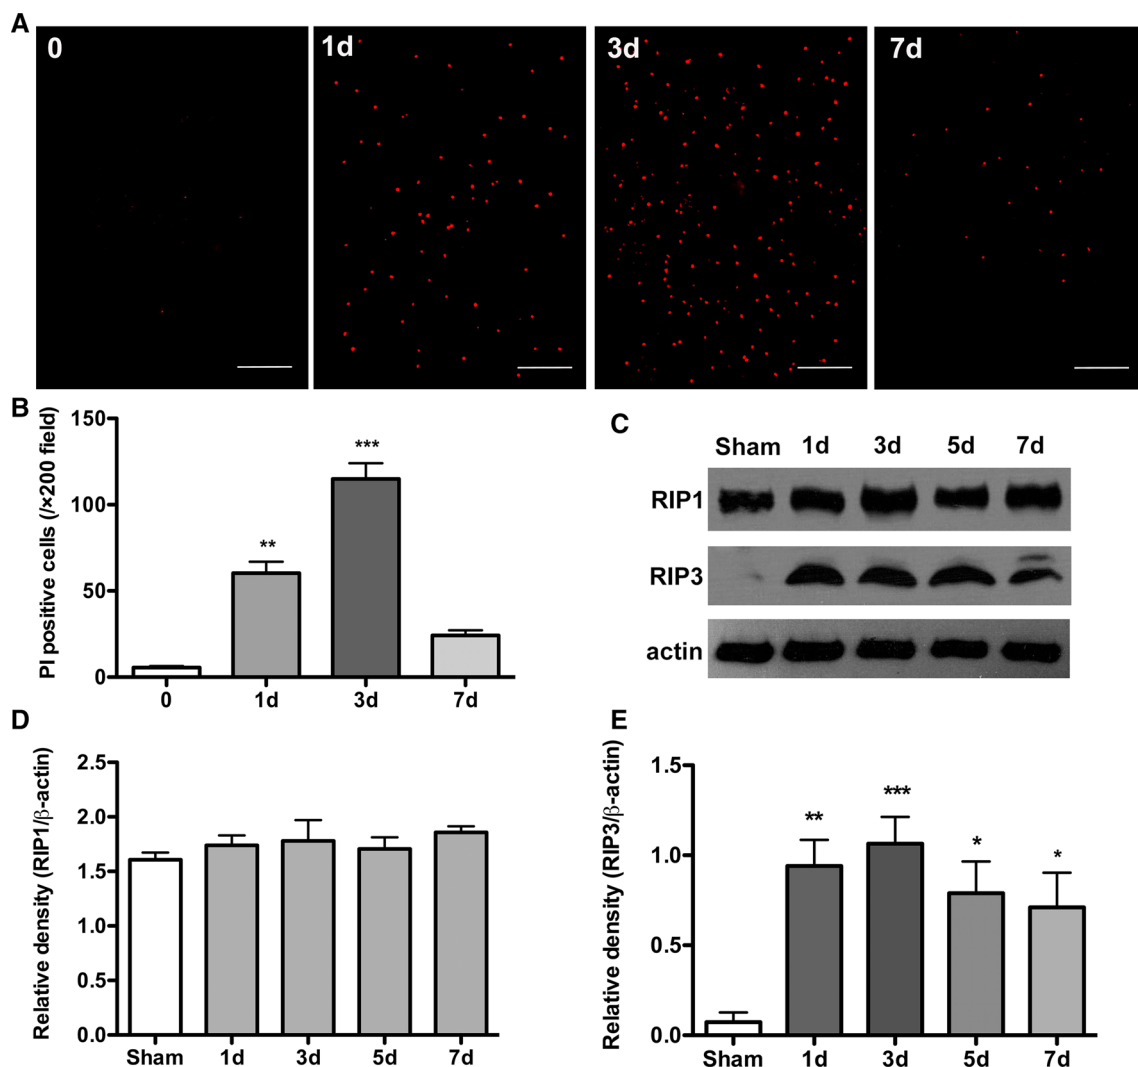 A
0
1d
3d
7d
B
PI positive cells (/×200 field)
150
100
50
0
**
***
0
1d
3d
7d
C
Sham
1d
3d
5d
7d
RIP1
RIP3
actin
D
Relative density (RIP1/β-actin)
2.5
2.0
1.5
1.0
0.5
0.0
Sham
1d
3d
5d
7d
E
Relative density (RIP3/β-actin)
1.5
1.0
0.5
0.0
**
***
*
*
Sham
1d
3d
5d
7d